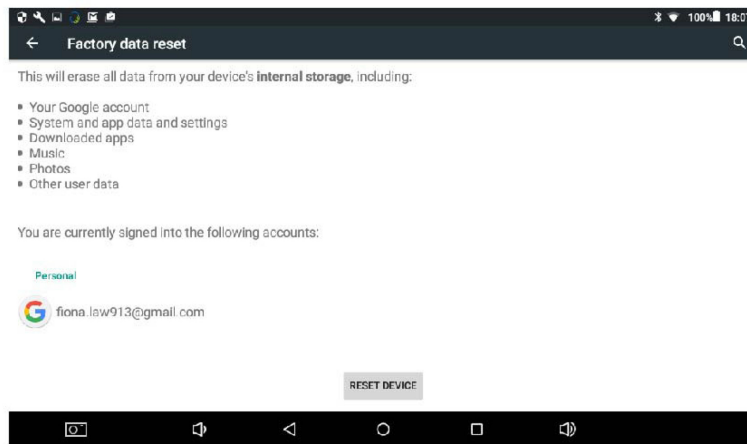 100% 18:0
Factory data reset
This will erase all data from your device's internal storage, including:
• Your Google account
• System and app data and settings
• Downloaded apps
• Music
• Photos
• Other user data
You are currently signed into the following accounts:
Personal
G fiona.law913@gmail.com
RESET DEVICE